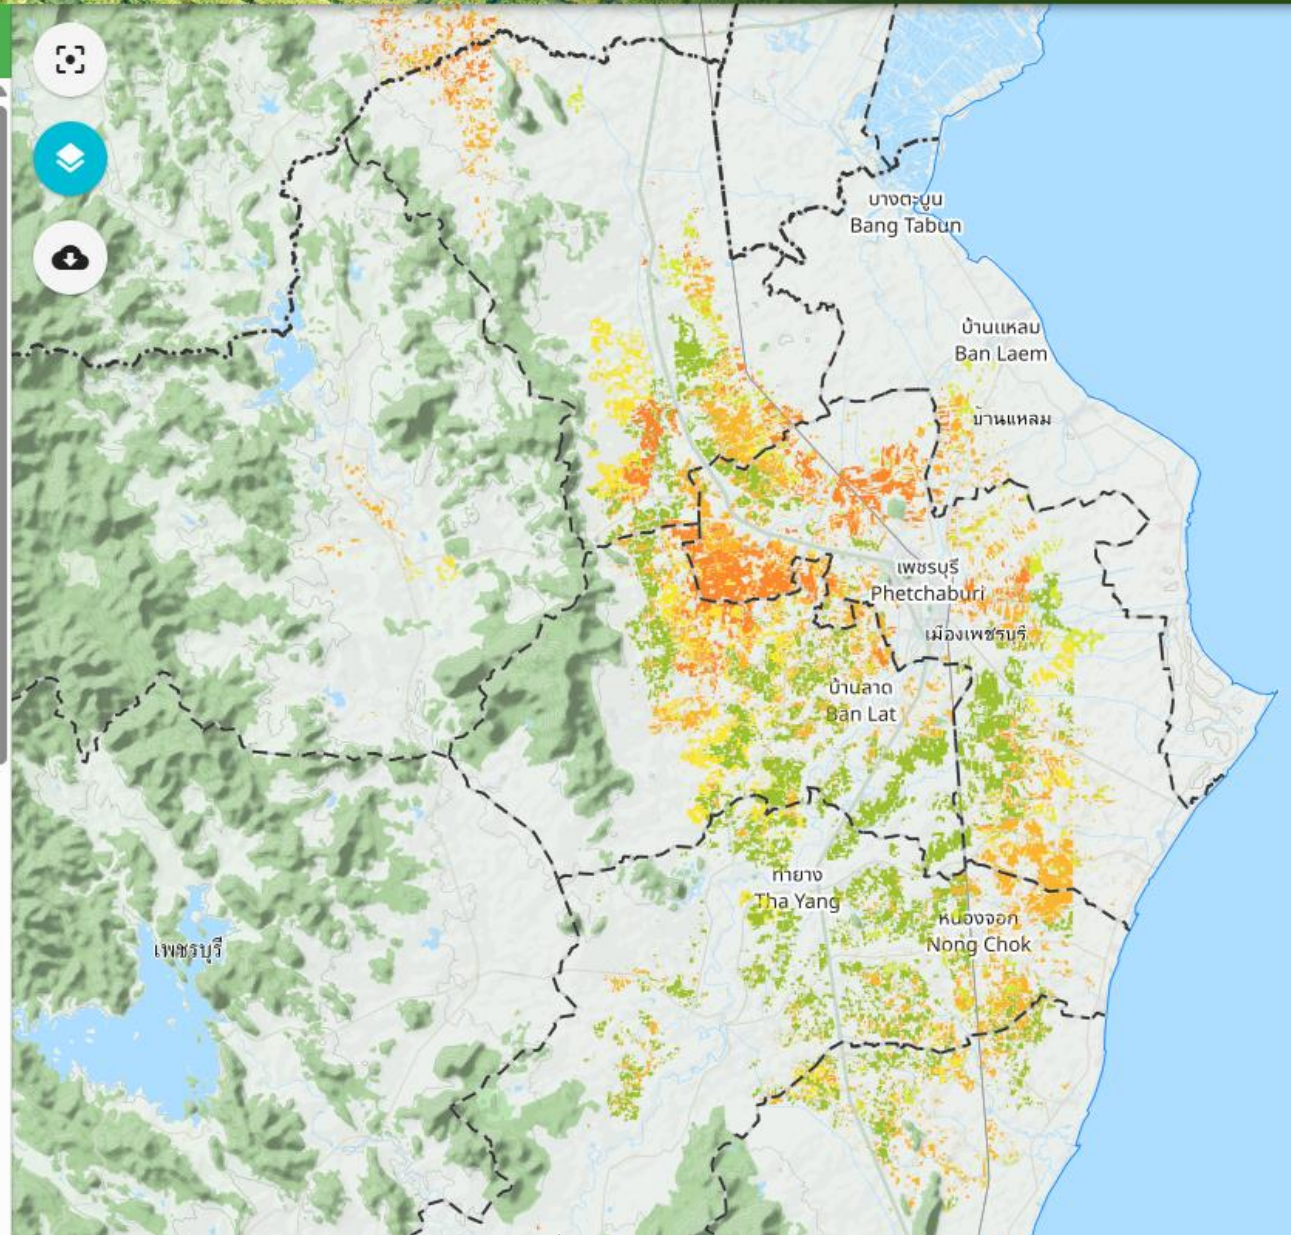 บางตะบูน
Bang Tabun
บ้านแหลม
Ban Laem
บ้านแหลม
เพชรบุรี
Phetchaburi
เมืองเพชรบุรี
บ้านลาด
Ban Lat
ท่ายาง
Tha Yang
หนองจอก
Nong Chok
เพชรบุรี